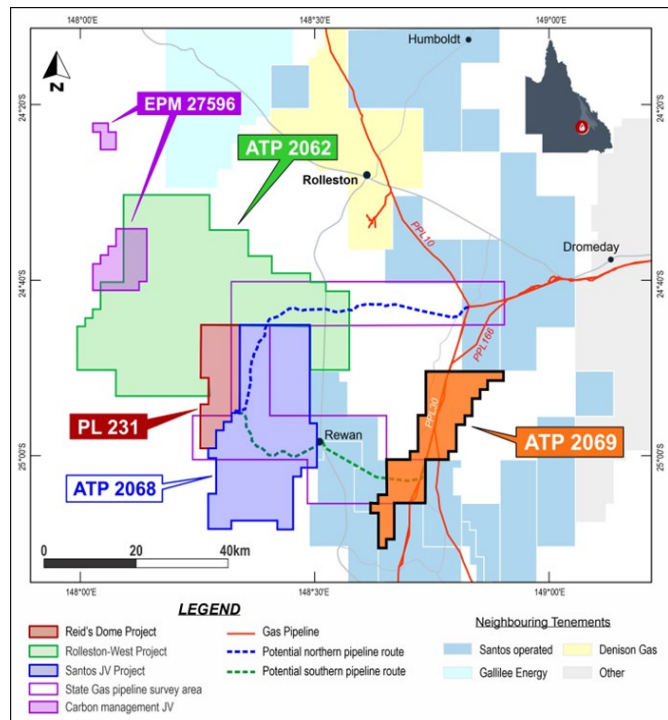 148°00'E
148°30'E
149°00'E
Humboldt
24°20'S
24°20'S
N
EPM 27596
ATP 2062
Rolleston
PPL10
Dromeday
24°40'S
24°40'S
PPL166
PL 231
PPL30
ATP 2069
Rewan
25°00'S
25°00'S
ATP 2068
0 20 40km
148°00'E
148°30'E
149°00'E
LEGEND
Reid's Dome Project
Rolleston-West Project
Santos JV Project
State Gas pipeline survey area
Carbon management JV
Gas Pipeline
Potential northern pipeline route
Potential southern pipeline route
Neighbouring Tenements
Santos operated
Denison Gas
Gallilee Energy
Other